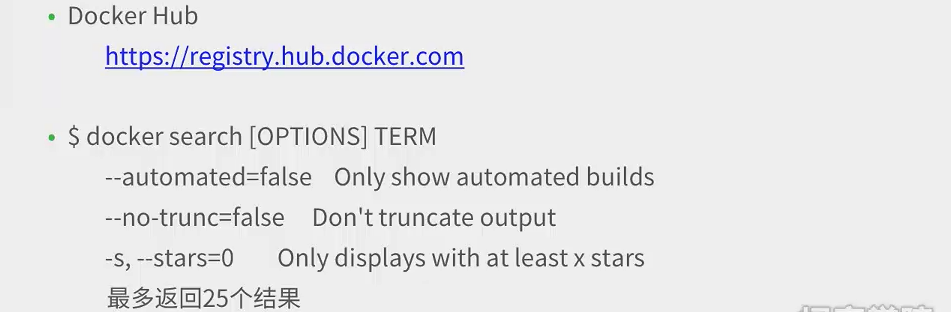 • Docker Hub
https://registry.hub.docker.com
• $ docker search [OPTIONS] TERM
--automated=false Only show automated builds
--no-trunc=false Don't truncate output
-s, --stars=0 Only displays with at least x stars
最多返回25个结果